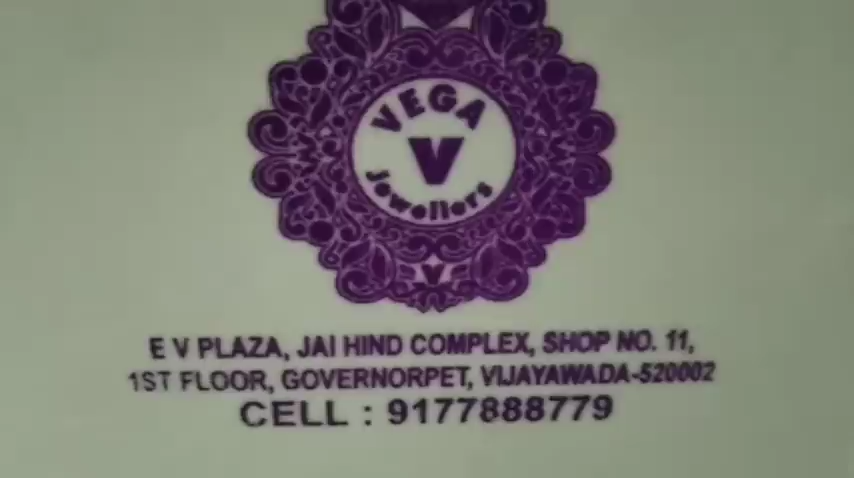 VEGA
V
Jewellers
V
E V PLAZA, JAI HIND COMPLEX, SHOP NO. 11,
1ST FLOOR, GOVERNORPET, VIJAYAWADA-520002
CELL : 9177888779